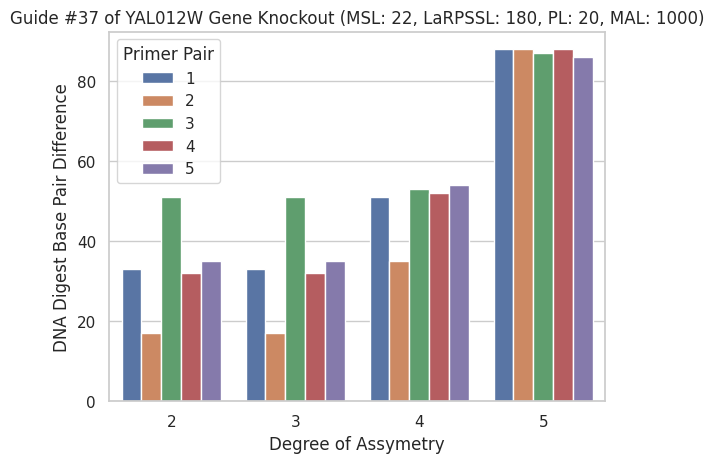 Guide #37 of YAL012W Gene Knockout (MSL: 22, LaRPSSL: 180, PL: 20, MAL: 1000)
Primer Pair
1
2
3
4
5
DNA Digest Base Pair Difference
80
60
40
20
0
2 3 4 5
Degree of Assymetry